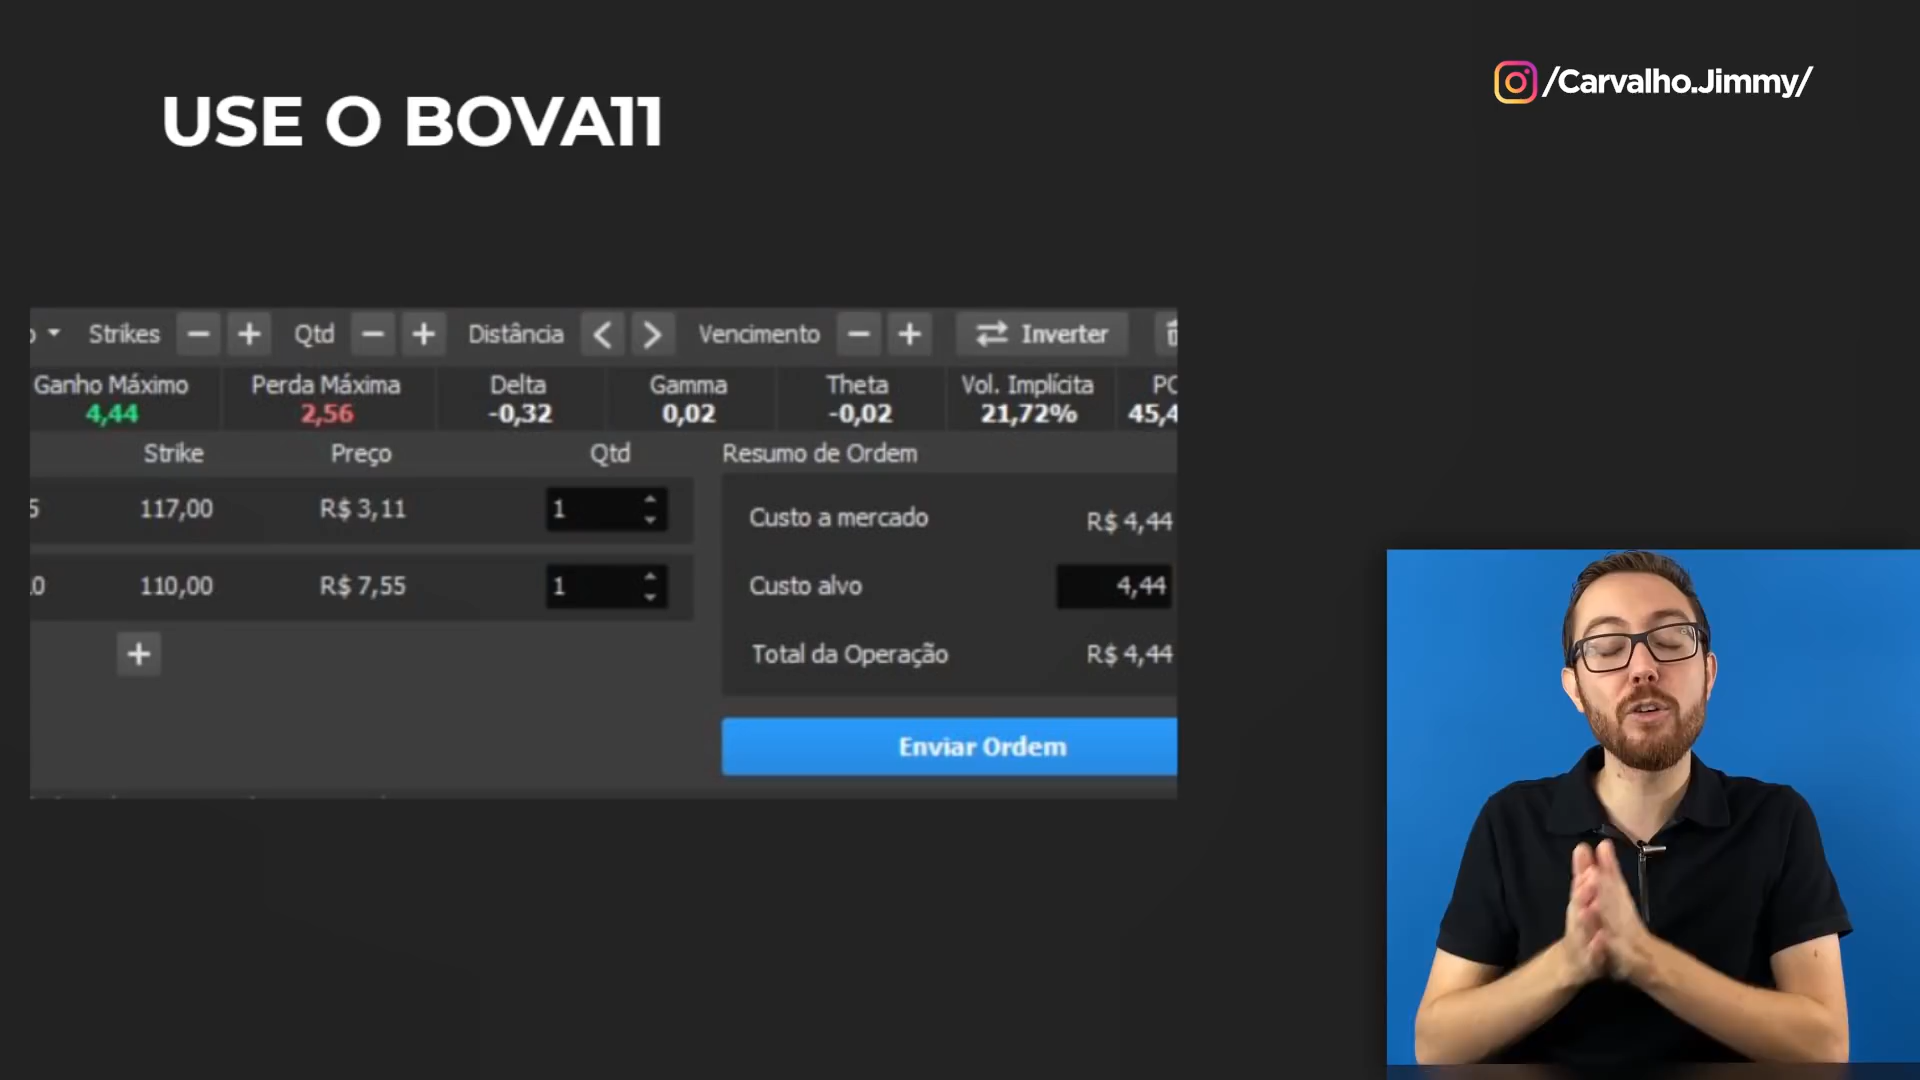 USE O BOVA11
/Carvalho.Jimmy/
Strikes − + Qtd − + Distância < > Vencimento − + Inverter
Ganho Máximo Perda Máxima Delta Gamma Theta Vol. Implícita
4,44 2,56 -0,32 0,02 -0,02 21,72% 45,4
Strike Preço Qtd Resumo de Ordem
117,00 R$ 3,11 1
Custo a mercado R$ 4,44
110,00 R$ 7,55 1
Custo alvo 4,44
+
Total da Operação R$ 4,44
Enviar Ordem